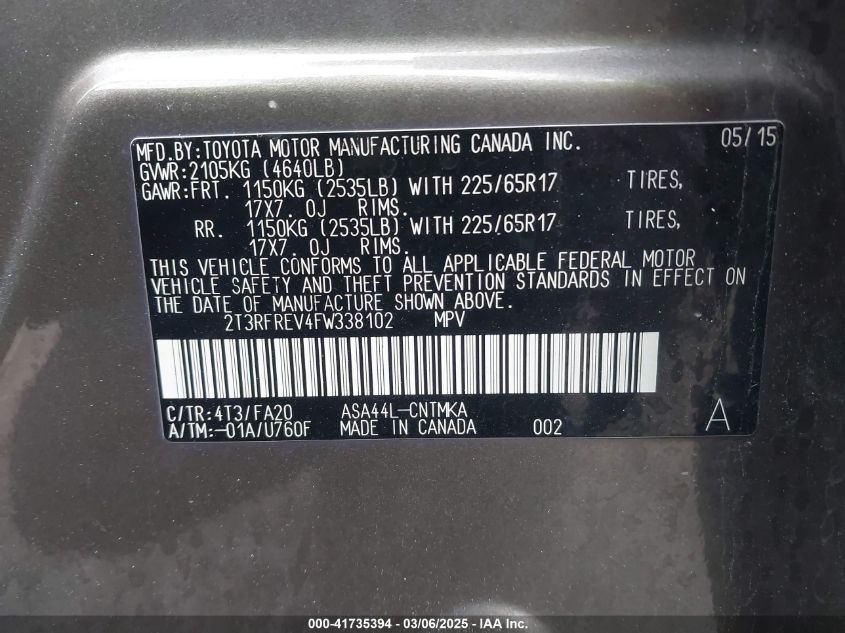 MFD.BY:TOYOTA MOTOR MANUFACTURING CANADA INC. 05/15
GVWR:2105KG (4640LB)
GAWR:FRT. 1150KG (2535LB) WITH 225/65R17 TIRES,
17X7. 0J RIMS.
RR. 1150KG (2535LB) WITH 225/65R17 TIRES,
17X7. 0J RIMS.
THIS VEHICLE CONFORMS TO ALL APPLICABLE FEDERAL MOTOR
VEHICLE SAFETY AND THEFT PREVENTION STANDARDS IN EFFECT ON
THE DATE OF MANUFACTURE SHOWN ABOVE.
2T3RFREV4FW338102 MPV
C/TR:4T3/FA20 ASA44L-CNTMKA
A/TM:-01A/U760F MADE IN CANADA 002 A
000-41735394 - 03/06/2025 - IAA Inc.